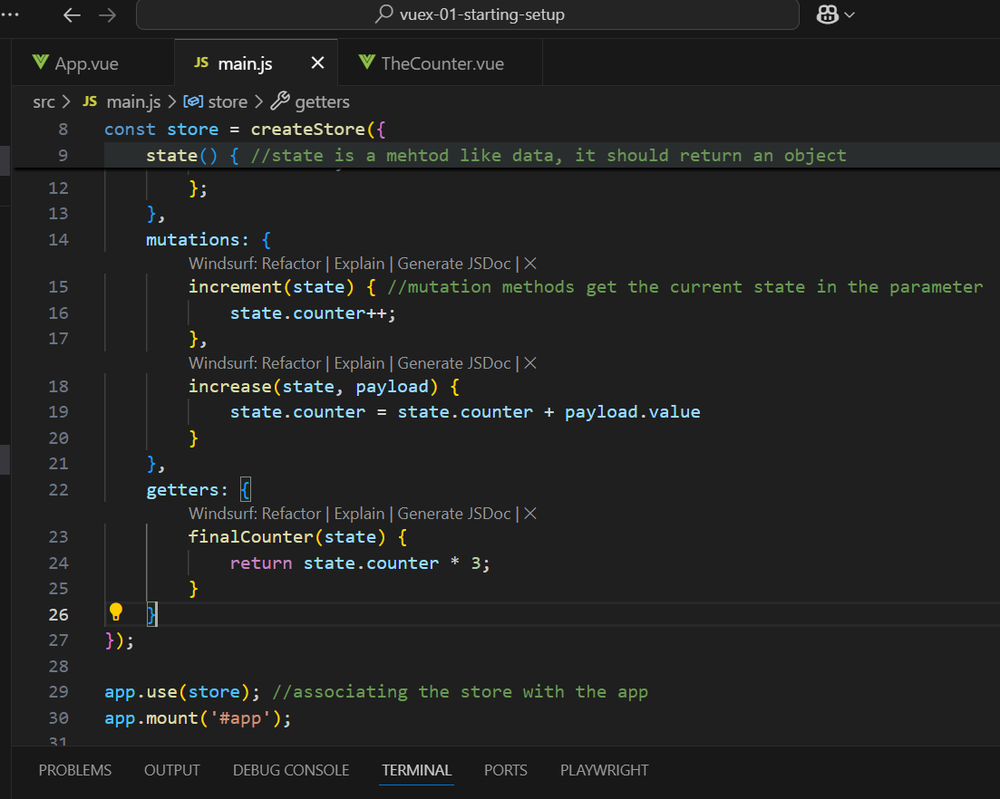 vuex-01-starting-setup
App.vue
JS main.js
TheCounter.vue
src > JS main.js > store > getters
8 const store = createStore({
9 state() { //state is a mehtod like data, it should return an object
12 };
13 },
14 mutations: {
Windsurf: Refactor | Explain | Generate JSDoc | ×
15 increment(state) { //mutation methods get the current state in the parameter
16 state.counter++;
17 },
Windsurf: Refactor | Explain | Generate JSDoc | ×
18 increase(state, payload) {
19 state.counter = state.counter + payload.value
20 }
21 },
22 getters: {
Windsurf: Refactor | Explain | Generate JSDoc | ×
23 finalCounter(state) {
24 return state.counter * 3;
25 }
26 }
27 });
28
29 app.use(store); //associating the store with the app
30 app.mount('#app');
31
PROBLEMS OUTPUT DEBUG CONSOLE TERMINAL PORTS PLAYWRIGHT